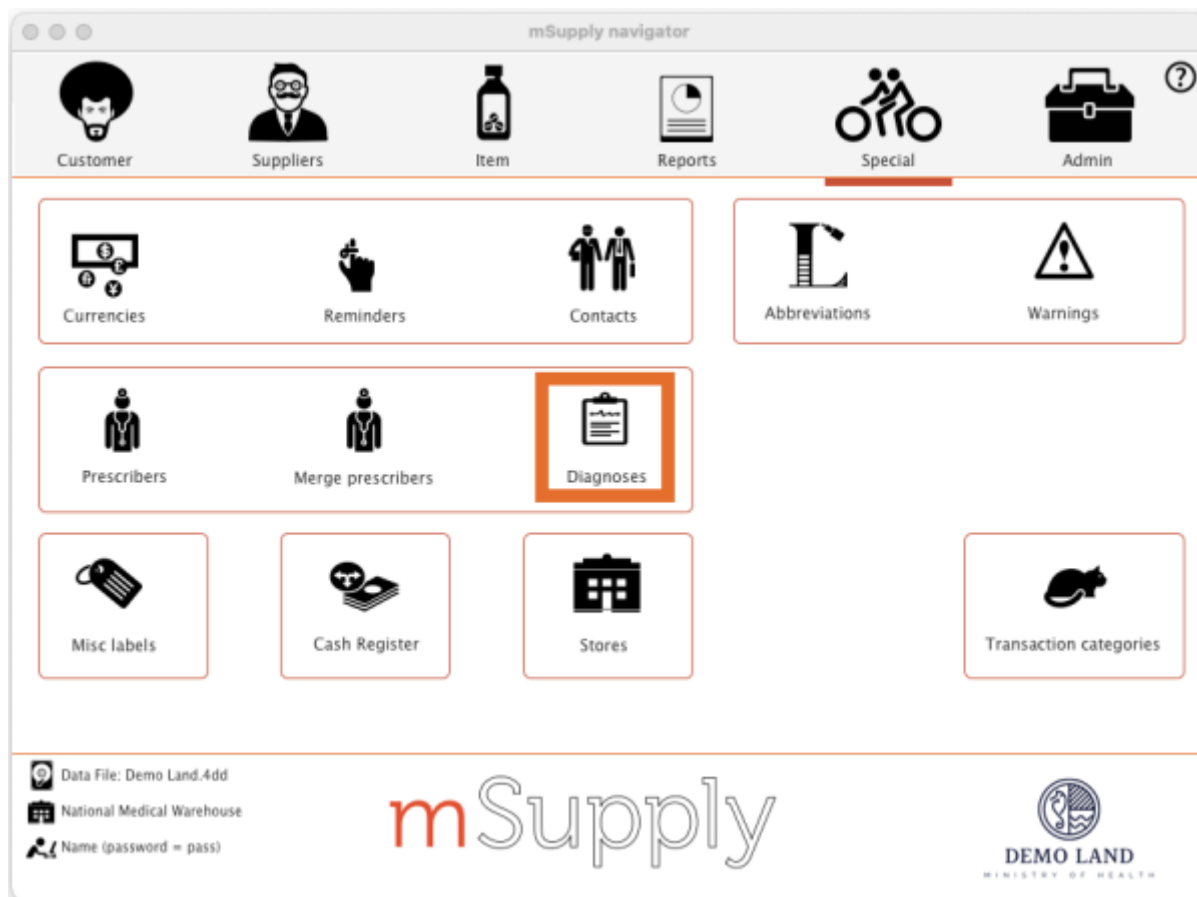 mSupply navigator
?
Customer
Suppliers
Item
Reports
Special
Admin
Currencies
Reminders
Contacts
Abbreviations
Warnings
Prescribers
Merge prescribers
Diagnoses
Misc labels
Cash Register
Stores
Transaction categories
Data File: Demo Land.4dd
National Medical Warehouse
Name (password = pass)
mSupply
DEMO LAND
MINISTRY OF HEALTH